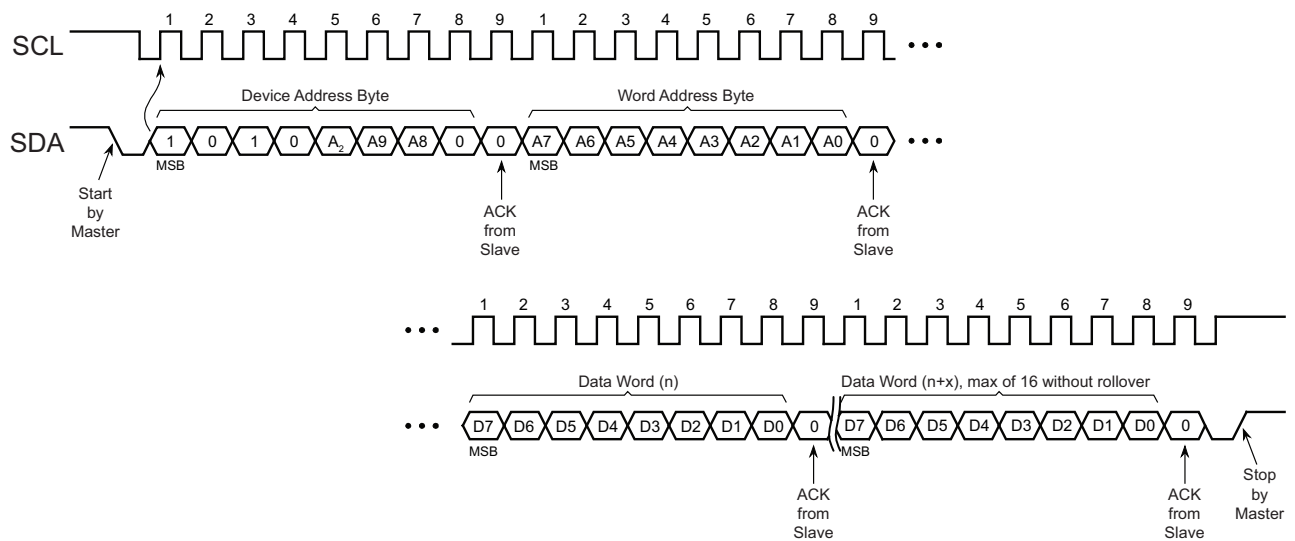 1 2 3 4 5 6 7 8 9 1 2 3 4 5 6 7 8 9
SCL
Device Address Byte Word Address Byte
SDA 1 0 1 0 A2 A9 A8 0 0 A7 A6 A5 A4 A3 A2 A1 A0 0
MSB MSB
Start
by
Master
ACK
from
Slave
ACK
from
Slave
1 2 3 4 5 6 7 8 9 1 2 3 4 5 6 7 8 9
Data Word (n) Data Word (n+x), max of 16 without rollover
D7 D6 D5 D4 D3 D2 D1 D0 0 D7 D6 D5 D4 D3 D2 D1 D0 0
MSB MSB
ACK
from
Slave
ACK
from
Slave
Stop
by
Master